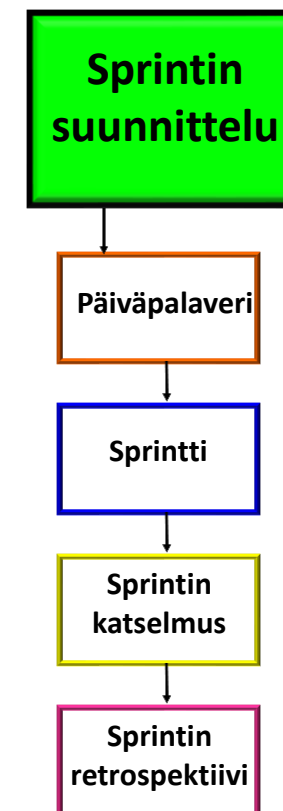 Sprintin
suunnittelu
Päiväpalaveri
Sprintti
Sprintin
katselmus
Sprintin
retrospektiivi